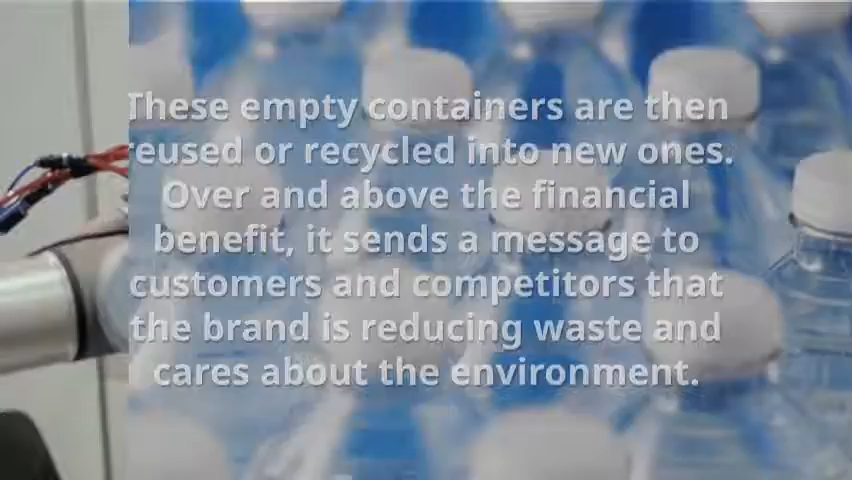 These empty containers are then
reused or recycled into new ones.
Over and above the financial
benefit, it sends a message to
customers and competitors that
the brand is reducing waste and
cares about the environment.